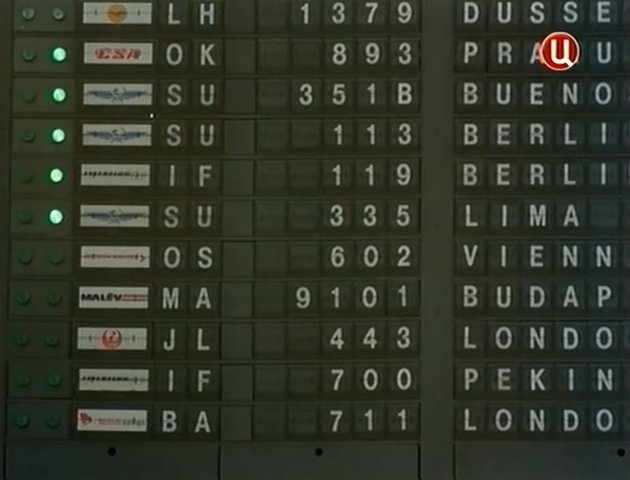 LH 1379 DUSSE
CSA OK 893 PRA U
Ц
SU 351B BUENO
SU 113 BERLI
IF 119 BERLI
SU 335 LIMA
OS 602 VIENN
MALÉV MA 9101 BUDAP
JL 443 LONDO
IF 700 PEKIN
BA 711 LONDO